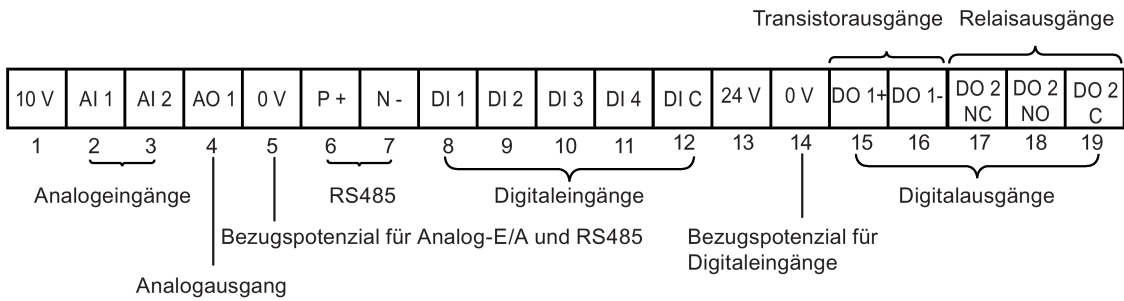 Transistorausgänge Relaisausgänge
10 V AI 1 AI 2 AO 1 0 V P + N - DI 1 DI 2 DI 3 DI 4 DI C 24 V 0 V DO 1+ DO 1- DO 2 NC DO 2 NO DO 2 C
1 2 3 4 5 6 7 8 9 10 11 12 13 14 15 16 17 18 19
Analogeingänge RS485 Digitaleingänge Digitalausgänge
Bezugspotenzial für Analog-E/A und RS485
Bezugspotenzial für
Digitaleingänge
Analogausgang